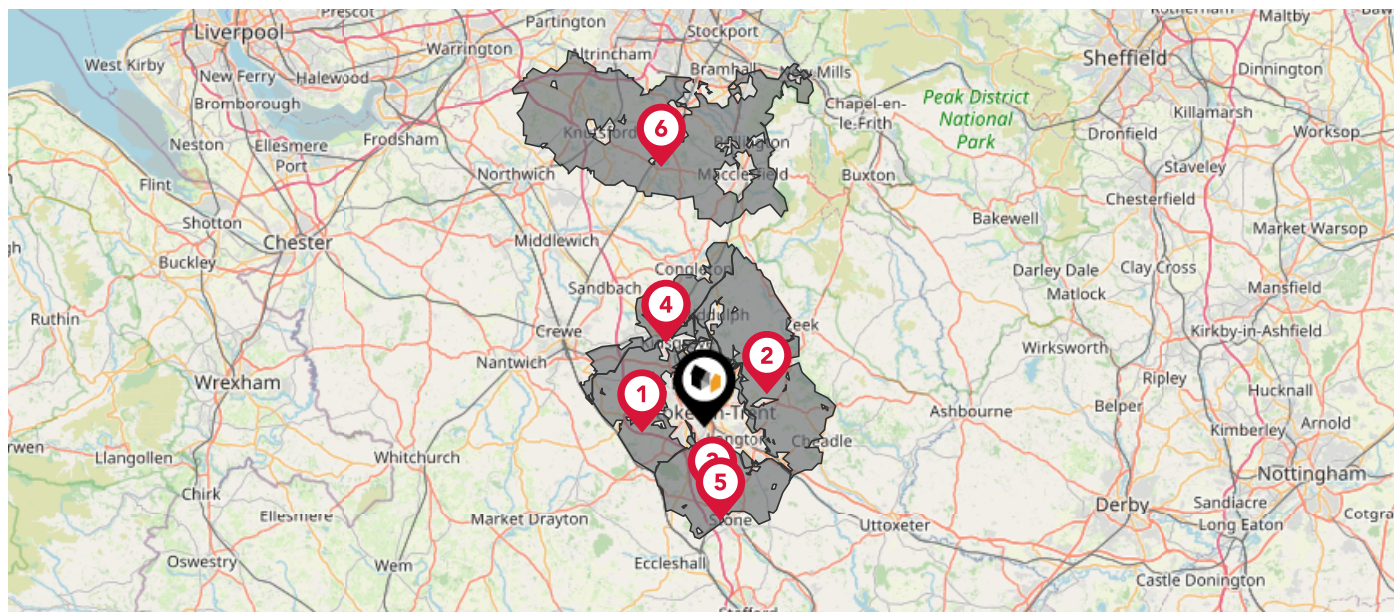 Prescot
Partington
Stockport
Rotherham
Maltby
Liverpool
Warrington
Altrincham
Sheffield
West Kirby
New Ferry
Halewood
Bramhall
Mills
Dinnington
Bromborough
Chapel-en-
le-Frith
Peak District
National
Park
Killamarsh
Neston
Frodsham
Knutsford
6
Dronfield
Worksop
Ellesmere
Port
Staveley
Flint
Northwich
Macclesfield
Buxton
Chesterfield
Shotton
Bakewell
Market Warsop
Chester
Middlewich
Buckley
Congleton
Darley Dale
Clay Cross
Sandbach
Matlock
Mansfield
4
Ruthin
Crewe
Kirkby-in-Ashfield
Nantwich
2
Wirksworth
Wrexham
Ripley
Hucknall
1
Ashbourne
Belper
Arnold
Kimberley
Cheadle
Llangollen
Whitchurch
Nottingham
5
Chirk
Derby
Sandiacre
Ellesmere
Market Drayton
Stone
Uttoxeter
Long Eaton
Oswestry
Wem
Eccleshall
Castle Donington